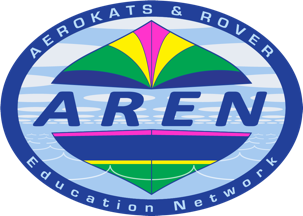 AEROKATS & ROVER
AREN
Education Network